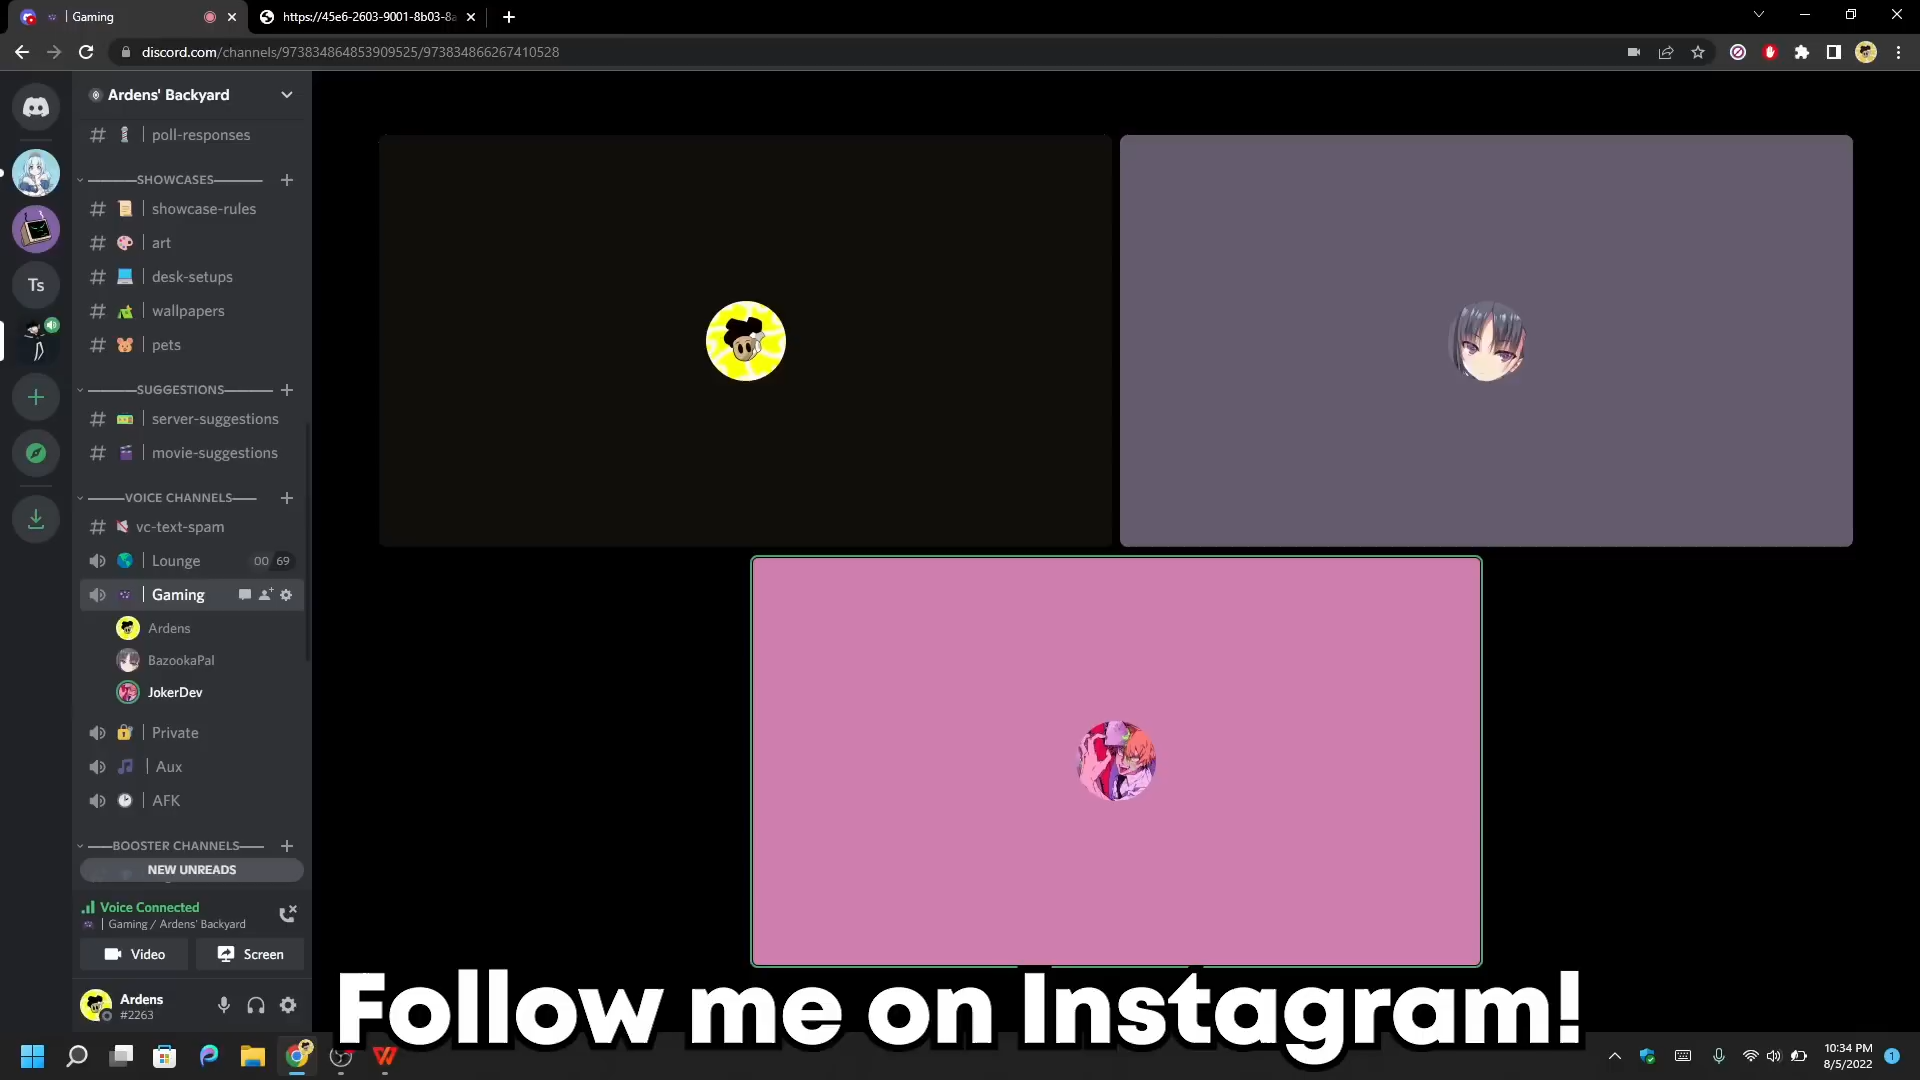 Gaming
https://45e6-2603-9001-8b03-8a
discord.com/channels/973834864853909525/973834866267410528
Ardens' Backyard
poll-responses
SHOWCASES
showcase-rules
art
desk-setups
wallpapers
pets
SUGGESTIONS
server-suggestions
movie-suggestions
VOICE CHANNELS
vc-text-spam
Lounge 00 69
Gaming
Ardens
BazookaPal
JokerDev
Private
Aux
AFK
BOOSTER CHANNELS
NEW UNREADS
Voice Connected
Gaming / Ardens' Backyard
Video Screen
Ardens
#2263
Ts
Follow me on Instagram!
10:34 PM
8/5/2022
1